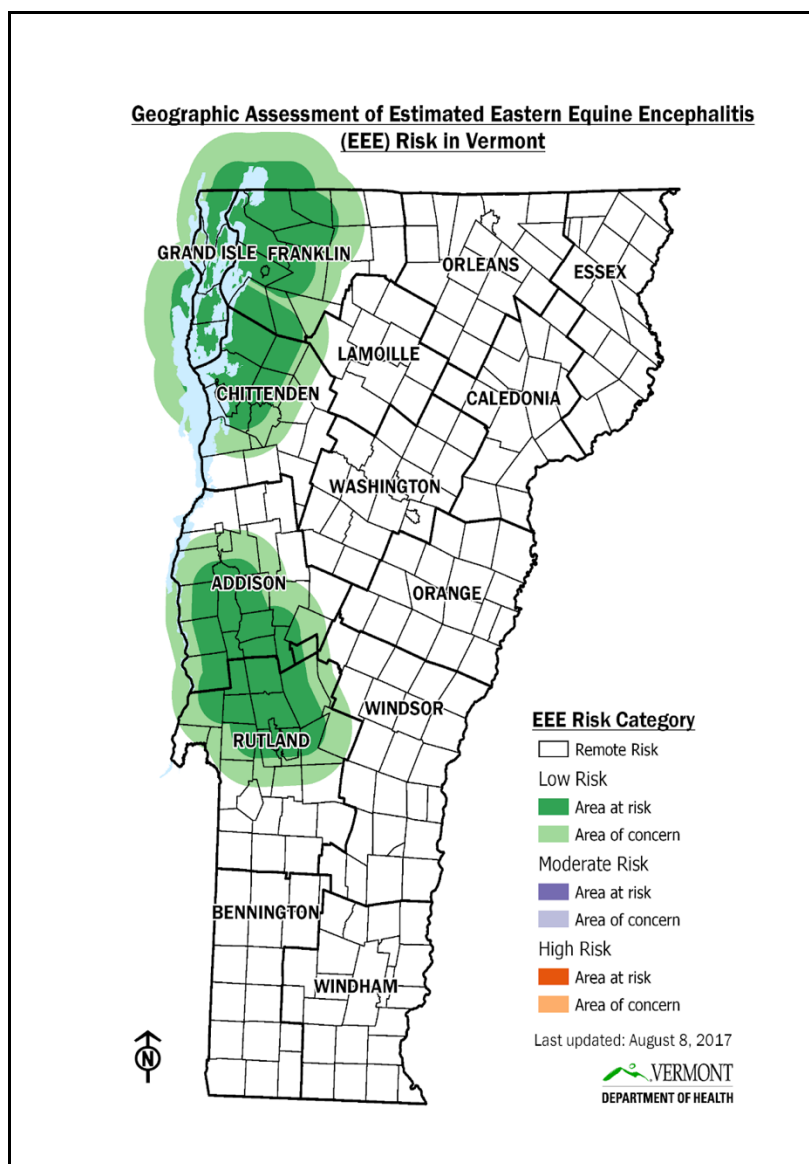 Geographic Assessment of Estimated Eastern Equine Encephalitis
(EEE) Risk in Vermont
GRAND ISLE
FRANKLIN
ORLEANS
ESSEX
LAMOILLE
CHITTENDEN
CALEDONIA
WASHINGTON
ADDISON
ORANGE
WINDSOR
RUTLAND
BENNINGTON
WINDHAM
N
EEE Risk Category
Remote Risk
Low Risk
Area at risk
Area of concern
Moderate Risk
Area at risk
Area of concern
High Risk
Area at risk
Area of concern
Last updated: August 8, 2017
VERMONT
DEPARTMENT OF HEALTH